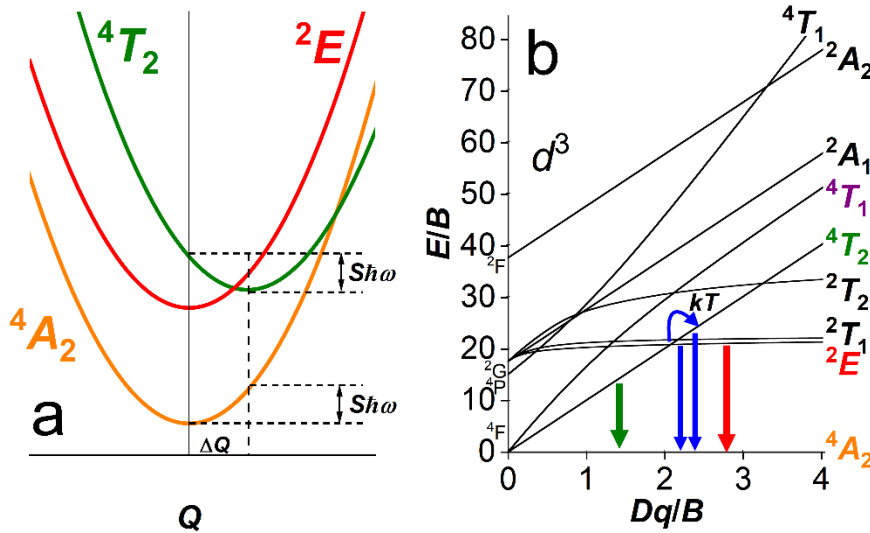 ⁴T₂
²E
Sħω
⁴A₂
Sħω
a
ΔQ
Q
b
d³
E/B
80
70
60
50
40
30
20
10
0
²F
²G
⁴P
⁴F
kT
⁴T₁
²A₂
²A₁
⁴T₁
⁴T₂
²T₂
²T₁
²E
⁴A₂
0
1
2
3
4
Dq/B